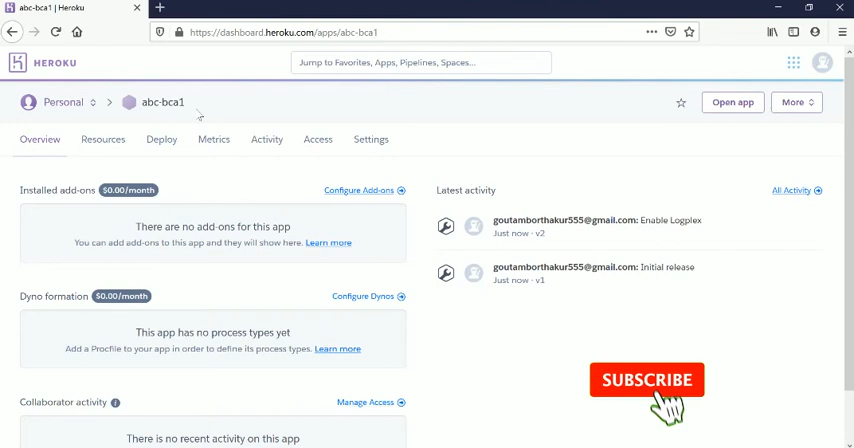 abc-bca1 | Heroku
https://dashboard.heroku.com/apps/abc-bca1
HEROKU
Jump to Favorites, Apps, Pipelines, Spaces...
Personal
abc-bca1
Open app
More
Overview
Resources
Deploy
Metrics
Activity
Access
Settings
Installed add-ons $0.00/month
Configure Add-ons
There are no add-ons for this app
You can add add-ons to this app and they will show here. Learn more
Dyno formation $0.00/month
Configure Dynos
This app has no process types yet
Add a Procfile to your app in order to define its process types. Learn more
Collaborator activity
Manage Access
There is no recent activity on this app
Latest activity
All Activity
goutamborthakur555@gmail.com: Enable Logplex
Just now · v2
goutamborthakur555@gmail.com: Initial release
Just now · v1
SUBSCRIBE